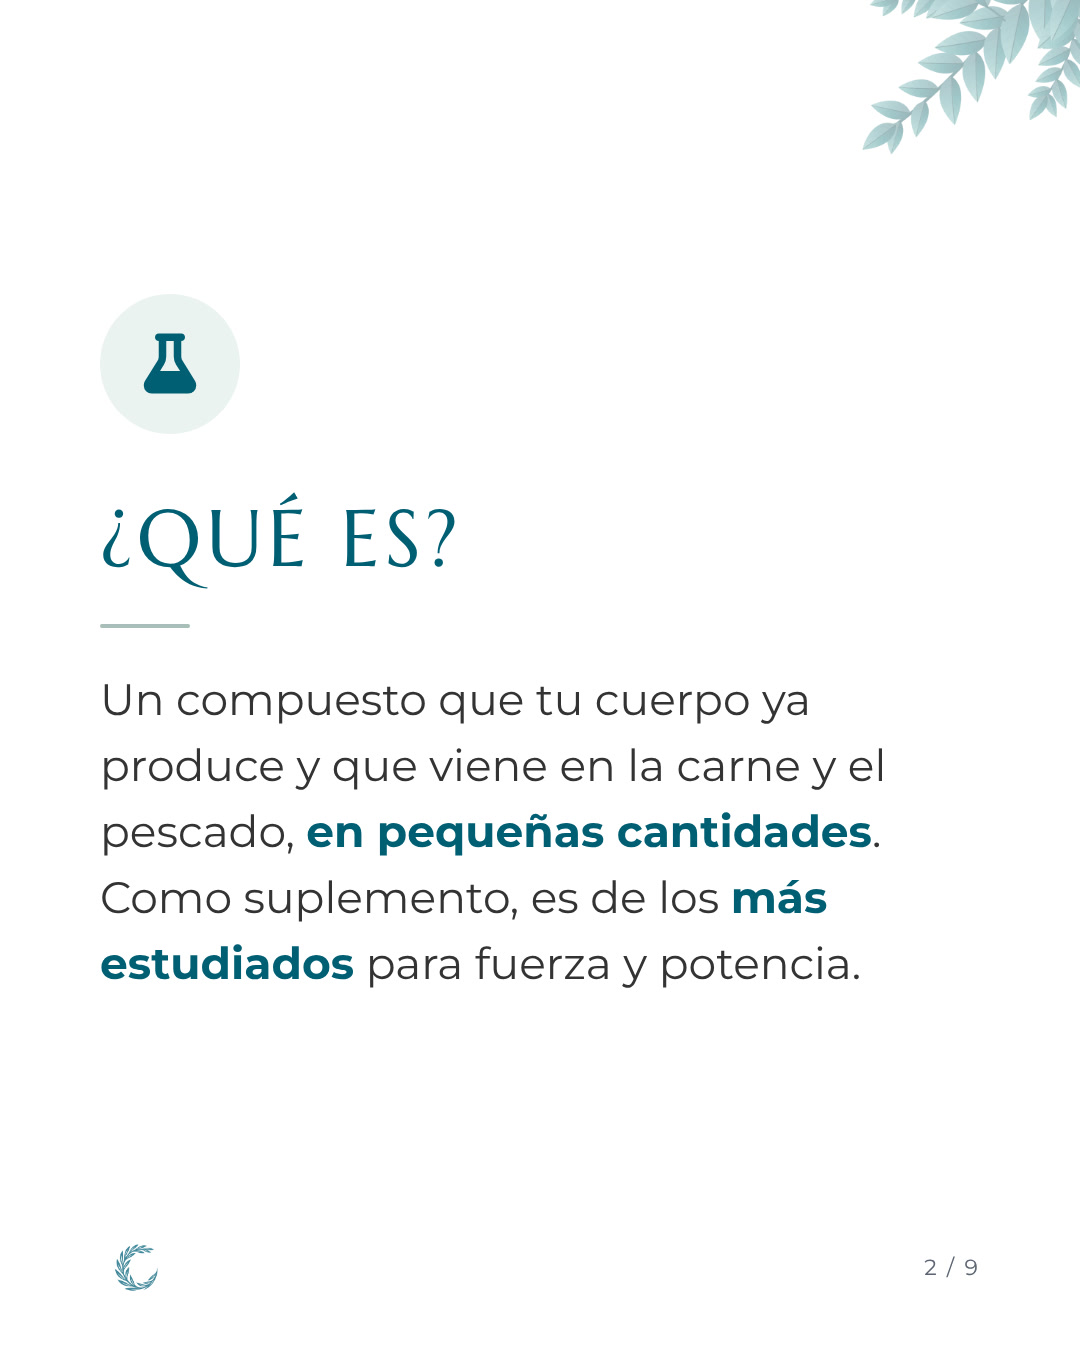 ¿QUÉ ES?
Un compuesto que tu cuerpo ya
produce y que viene en la carne y el
pescado, en pequeñas cantidades.
Como suplemento, es de los más
estudiados para fuerza y potencia.
2 / 9